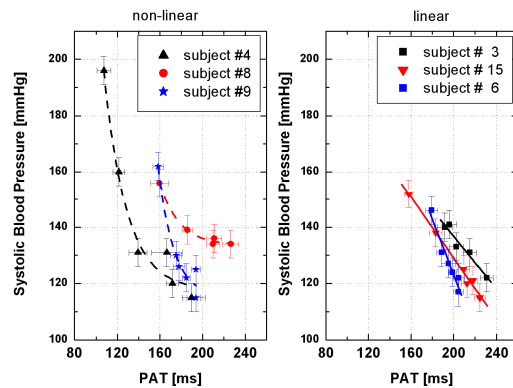 non-linear
linear
Systolic Blood Pressure [mmHg]
200
180
160
140
120
100
subject #4
subject #8
subject #9
80
120
160
200
240
PAT [ms]
Systolic Blood Pressure [mmHg]
200
180
160
140
120
100
subject # 3
subject # 15
subject # 6
80
120
160
200
240
PAT [ms]